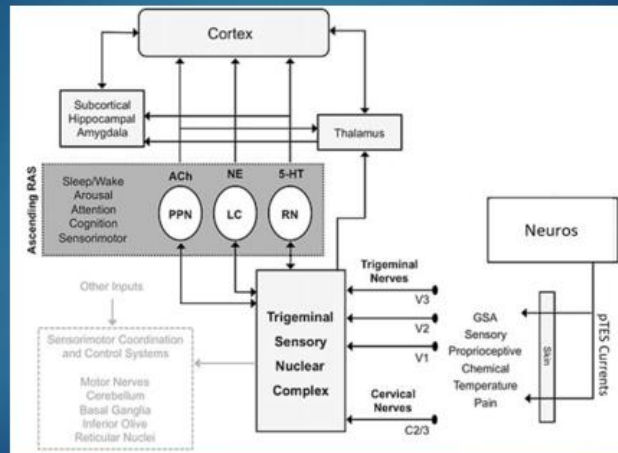 Cortex
Subcortical
Hippocampal
Amygdala
Thalamus
Ascending RAS
Sleep/Wake
Arousal
Attention
Cognition
Sensorimotor
ACh
NE
5-HT
PPN
LC
RN
Neuros
Other Inputs
Sensorimotor Coordination
and Control Systems
Motor Nerves
Cerebellum
Basal Ganglia
Inferior Olive
Reticular Nuclei
Trigeminal
Sensory
Nuclear
Complex
Trigeminal
Nerves
V3
V2
V1
Cervical
Nerves
C2/3
GSA
Sensory
Proprioceptive
Chemical
Temperature
Pain
Skin
pTES Currents